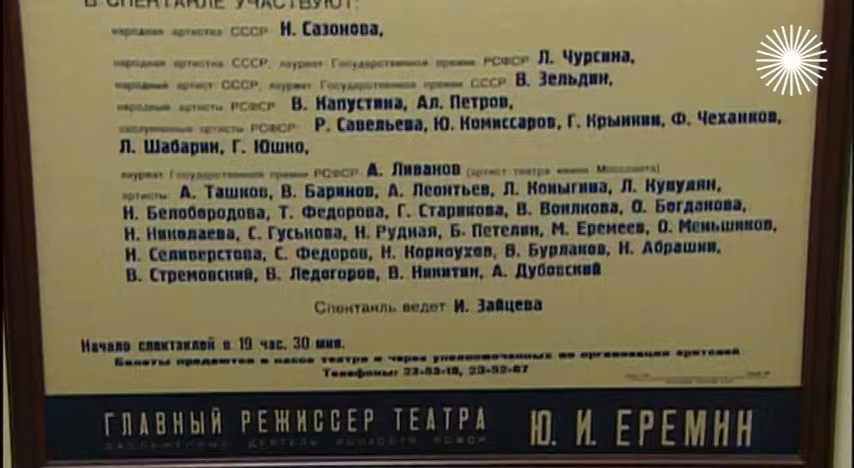 В СПЕКТАКЛЕ УЧАСТВУЮТ:
народная артистка СССР Н. Сазонова,
народная артистка СССР, лауреат Государственной премии РСФСР Л. Чурсина,
народный артист СССР, лауреат Государственной премии СССР В. Зельдин,
народные артисты РСФСР В. Капустина, Ал. Петров,
заслуженные артисты РСФСР Р. Савельева, Ю. Комиссаров, Г. Крынкин, Ф. Чеханков,
Л. Шабарин, Г. Юшко,
лауреат Государственной премии РСФСР А. Ливанов (артист театра имени Моссовета)
артисты: А. Ташков, В. Баринов, А. Леонтьев, Л. Коныгина, Л. Кукулян,
Н. Белобородова, Т. Федорова, Г. Старикова, В. Войлкова, О. Богданова,
Н. Николаева, С. Гуськова, Н. Рудная, Б. Петелин, М. Еремеев, О. Меньшиков,
Н. Селиверстова, С. Федоров, Н. Корноухов, В. Бурлаков, Н. Абрашин,
В. Стремовский, В. Ледогоров, В. Никитин, А. Дубовский
Спектакль ведет И. Зайцева
Начало спектаклей в 19 час. 30 мин.
Билеты продаются в кассе театра и через уполномоченных по организации зрителей
Телефоны: 23-53-18, 23-52-67
ГЛАВНЫЙ РЕЖИССЕР ТЕАТРА
ЗАСЛУЖЕННЫЙ ДЕЯТЕЛЬ ИСКУССТВ РСФСР
Ю. И. ЕРЕМИН